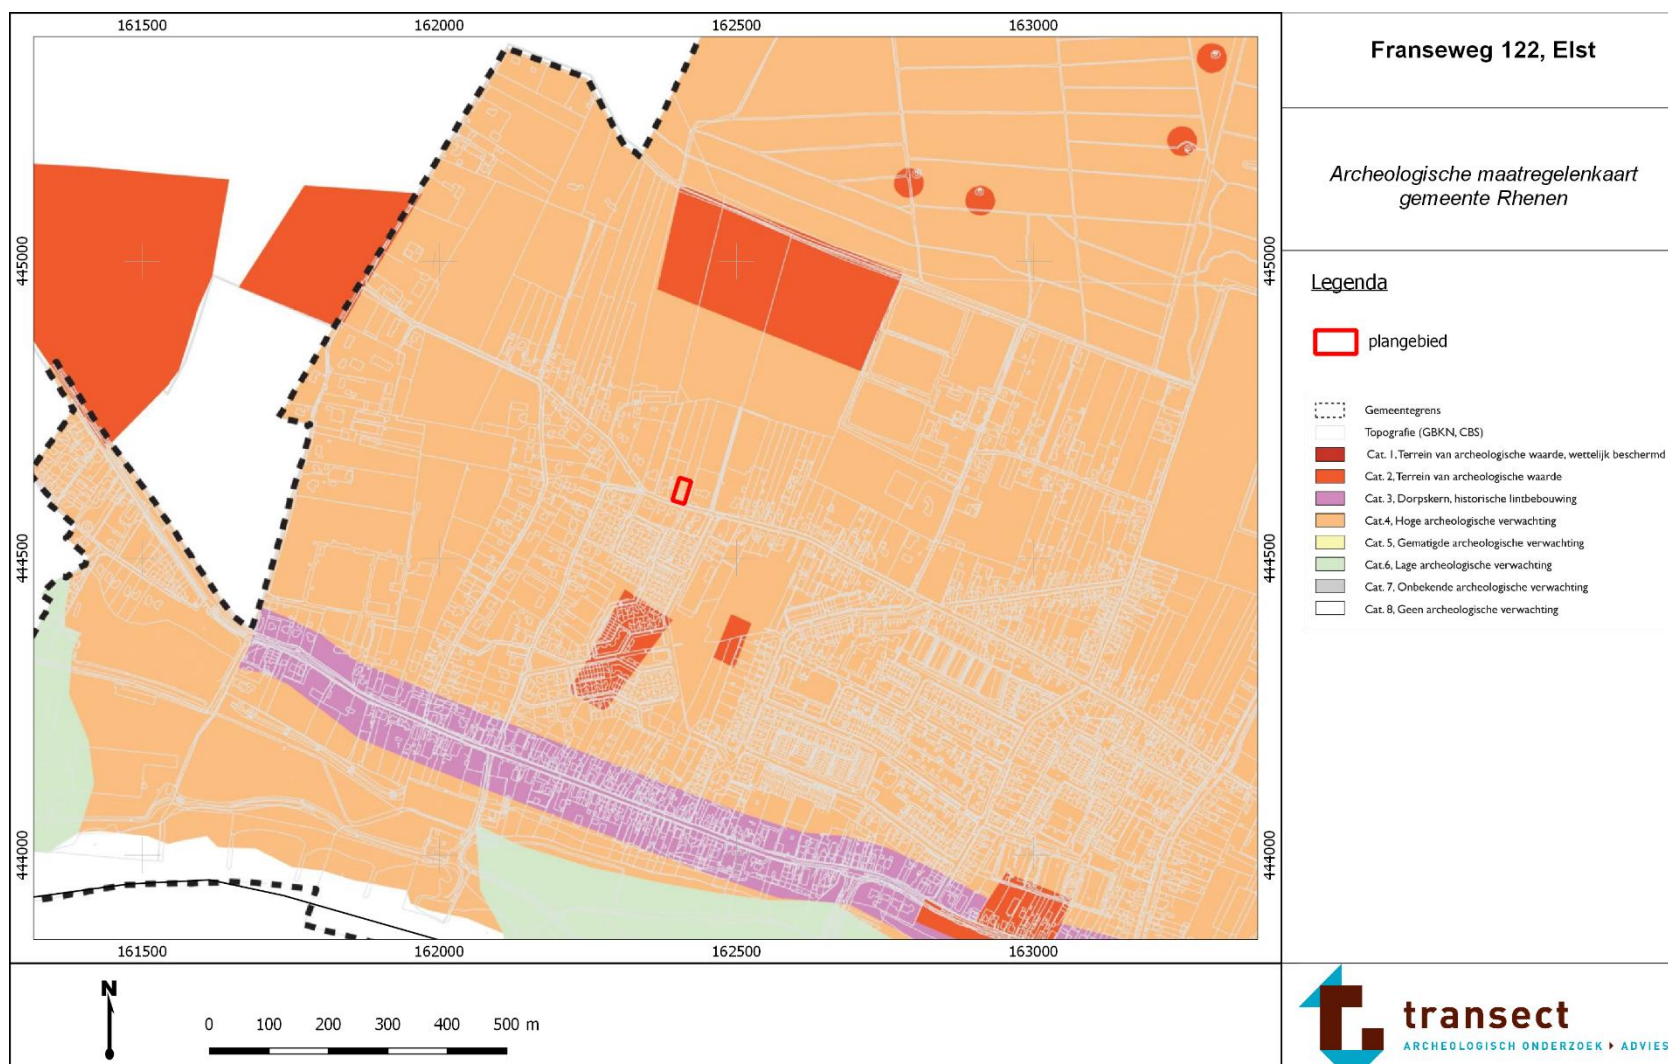 161500 162000 162500 163000
445000 445000
444500 444500
444000 444000
161500 162000 162500 163000
Franseweg 122, Elst
Archeologische maatregelenkaart
gemeente Rhenen
Legenda
plangebied
Gemeentegrens
Topografie (GBKN, CBS)
Cat. 1, Terrein van archeologische waarde, wettelijk beschermd
Cat. 2, Terrein van archeologische waarde
Cat. 3, Dorpskern, historische lintbebouwing
Cat.4, Hoge archeologische verwachting
Cat. 5, Gematigde archeologische verwachting
Cat.6, Lage archeologische verwachting
Cat. 7, Onbekende archeologische verwachting
Cat. 8, Geen archeologische verwachting
N
0 100 200 300 400 500 m
transect
ARCHEOLOGISCH ONDERZOEK ADVIES